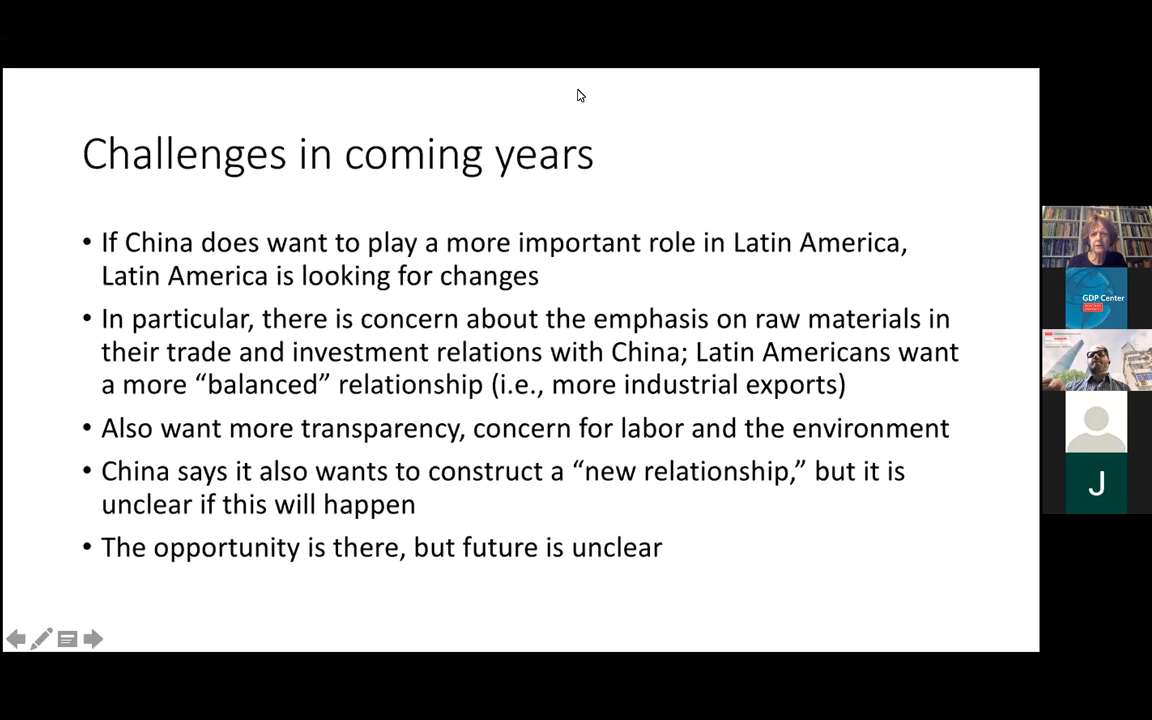 Challenges in coming years
• If China does want to play a more important role in Latin America,
Latin America is looking for changes
• In particular, there is concern about the emphasis on raw materials in
their trade and investment relations with China; Latin Americans want
a more “balanced” relationship (i.e., more industrial exports)
• Also want more transparency, concern for labor and the environment
• China says it also wants to construct a “new relationship,” but it is
unclear if this will happen
• The opportunity is there, but future is unclear
GDP Center
J